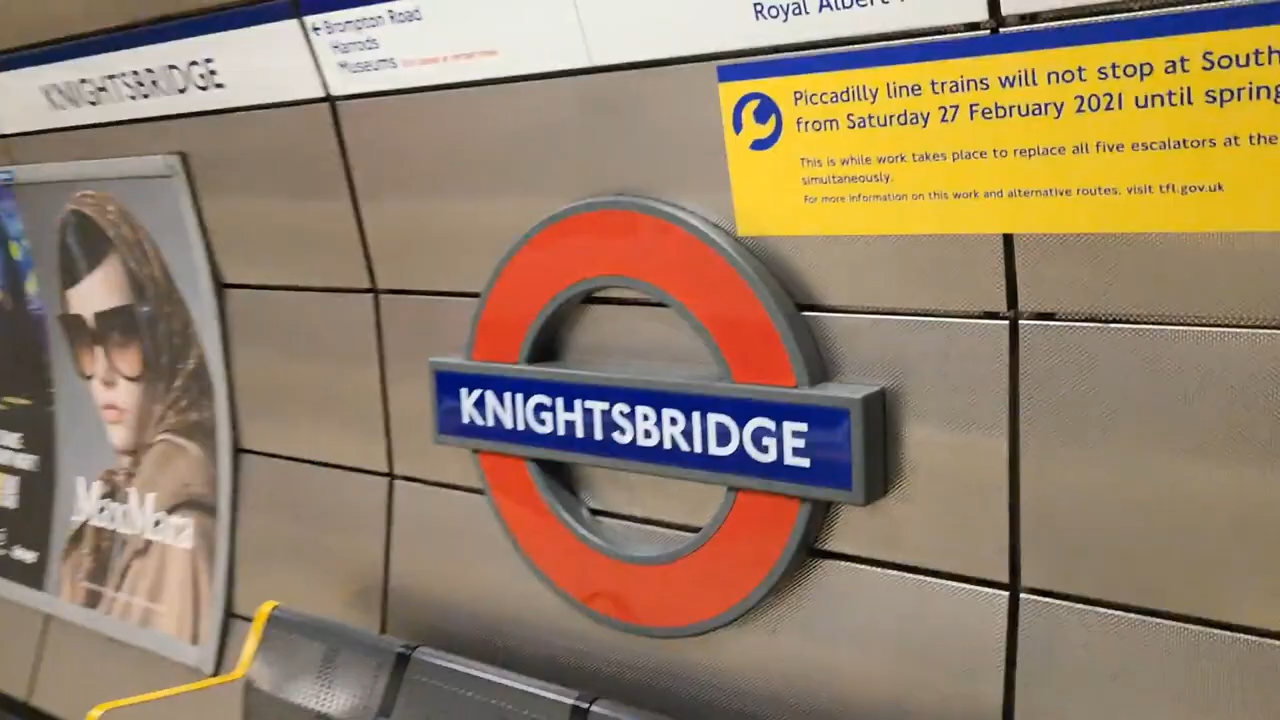 KNIGHTSBRIDGE
Brompton Road
Harrods
Museums
Royal Albert
Piccadilly line trains will not stop at South
from Saturday 27 February 2021 until spring
This is while work takes place to replace all five escalators at the
simultaneously.
For more information on this work and alternative routes, visit tfl.gov.uk
KNIGHTSBRIDGE
MaxMara